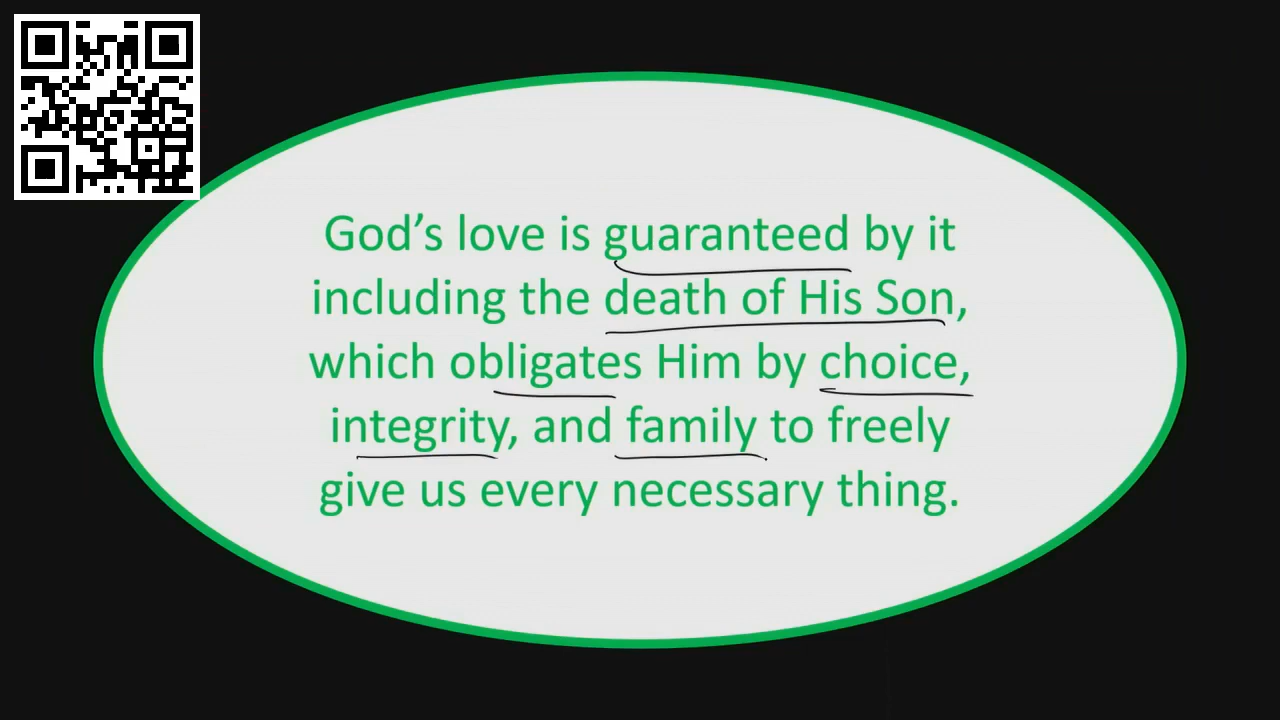 God’s love is guaranteed by it
including the death of His Son,
which obligates Him by choice,
integrity, and family to freely
give us every necessary thing.